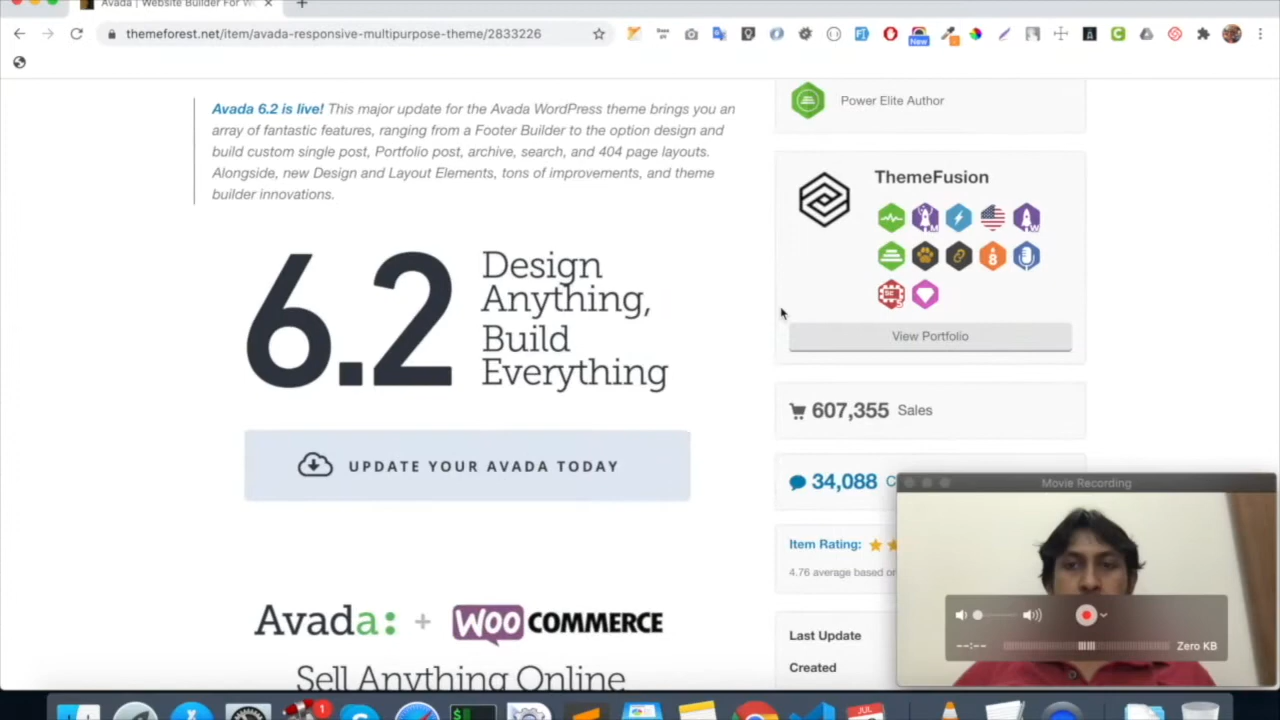 Avada | Website Builder For W
themeforest.net/item/avada-responsive-multipurpose-theme/2833226
New
Avada 6.2 is live! This major update for the Avada WordPress theme brings you an
array of fantastic features, ranging from a Footer Builder to the option design and
build custom single post, Portfolio post, archive, search, and 404 page layouts.
Alongside, new Design and Layout Elements, tons of improvements, and theme
builder innovations.
6.2
Design
Anything,
Build
Everything
UPDATE YOUR AVADA TODAY
Avada: + WOO COMMERCE
Sell Anything Online
Power Elite Author
ThemeFusion
View Portfolio
607,355 Sales
34,088 C
Item Rating:
4.76 average based or
Last Update
Created
Movie Recording
--:--
Zero KB
JUL
1